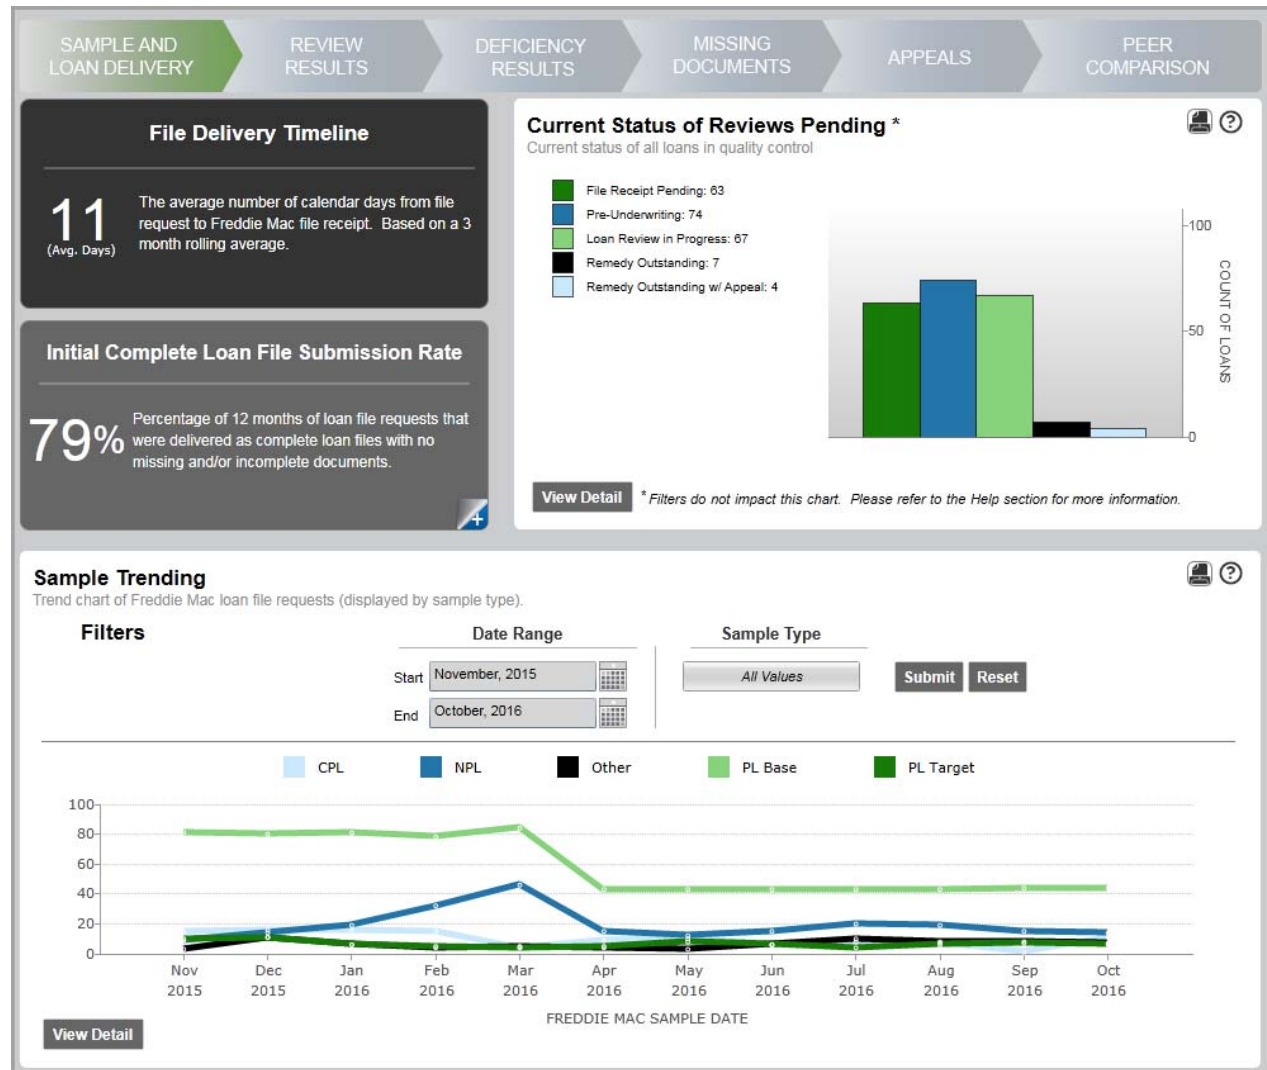 SAMPLE AND
LOAN DELIVERY
REVIEW
RESULTS
DEFICIENCY
RESULTS
MISSING
DOCUMENTS
APPEALS
PEER
COMPARISON
File Delivery Timeline
11
(Avg. Days)
The average number of calendar days from file
request to Freddie Mac file receipt.  Based on a 3
month rolling average.
Initial Complete Loan File Submission Rate
79%
Percentage of 12 months of loan file requests that
were delivered as complete loan files with no
missing and/or incomplete documents.
+
Current Status of Reviews Pending *
Current status of all loans in quality control
?
File Receipt Pending: 63
Pre-Underwriting: 74
Loan Review in Progress: 67
Remedy Outstanding: 7
Remedy Outstanding w/ Appeal: 4
100
50
0
COUNT OF LOANS
View Detail
* Filters do not impact this chart.  Please refer to the Help section for more information.
Sample Trending
Trend chart of Freddie Mac loan file requests (displayed by sample type).
?
Filters
Date Range
Sample Type
Start
November, 2015
End
October, 2016
All Values
Submit
Reset
CPL
NPL
Other
PL Base
PL Target
100
80
60
40
20
0
Nov
2015
Dec
2015
Jan
2016
Feb
2016
Mar
2016
Apr
2016
May
2016
Jun
2016
Jul
2016
Aug
2016
Sep
2016
Oct
2016
FREDDIE MAC SAMPLE DATE
View Detail